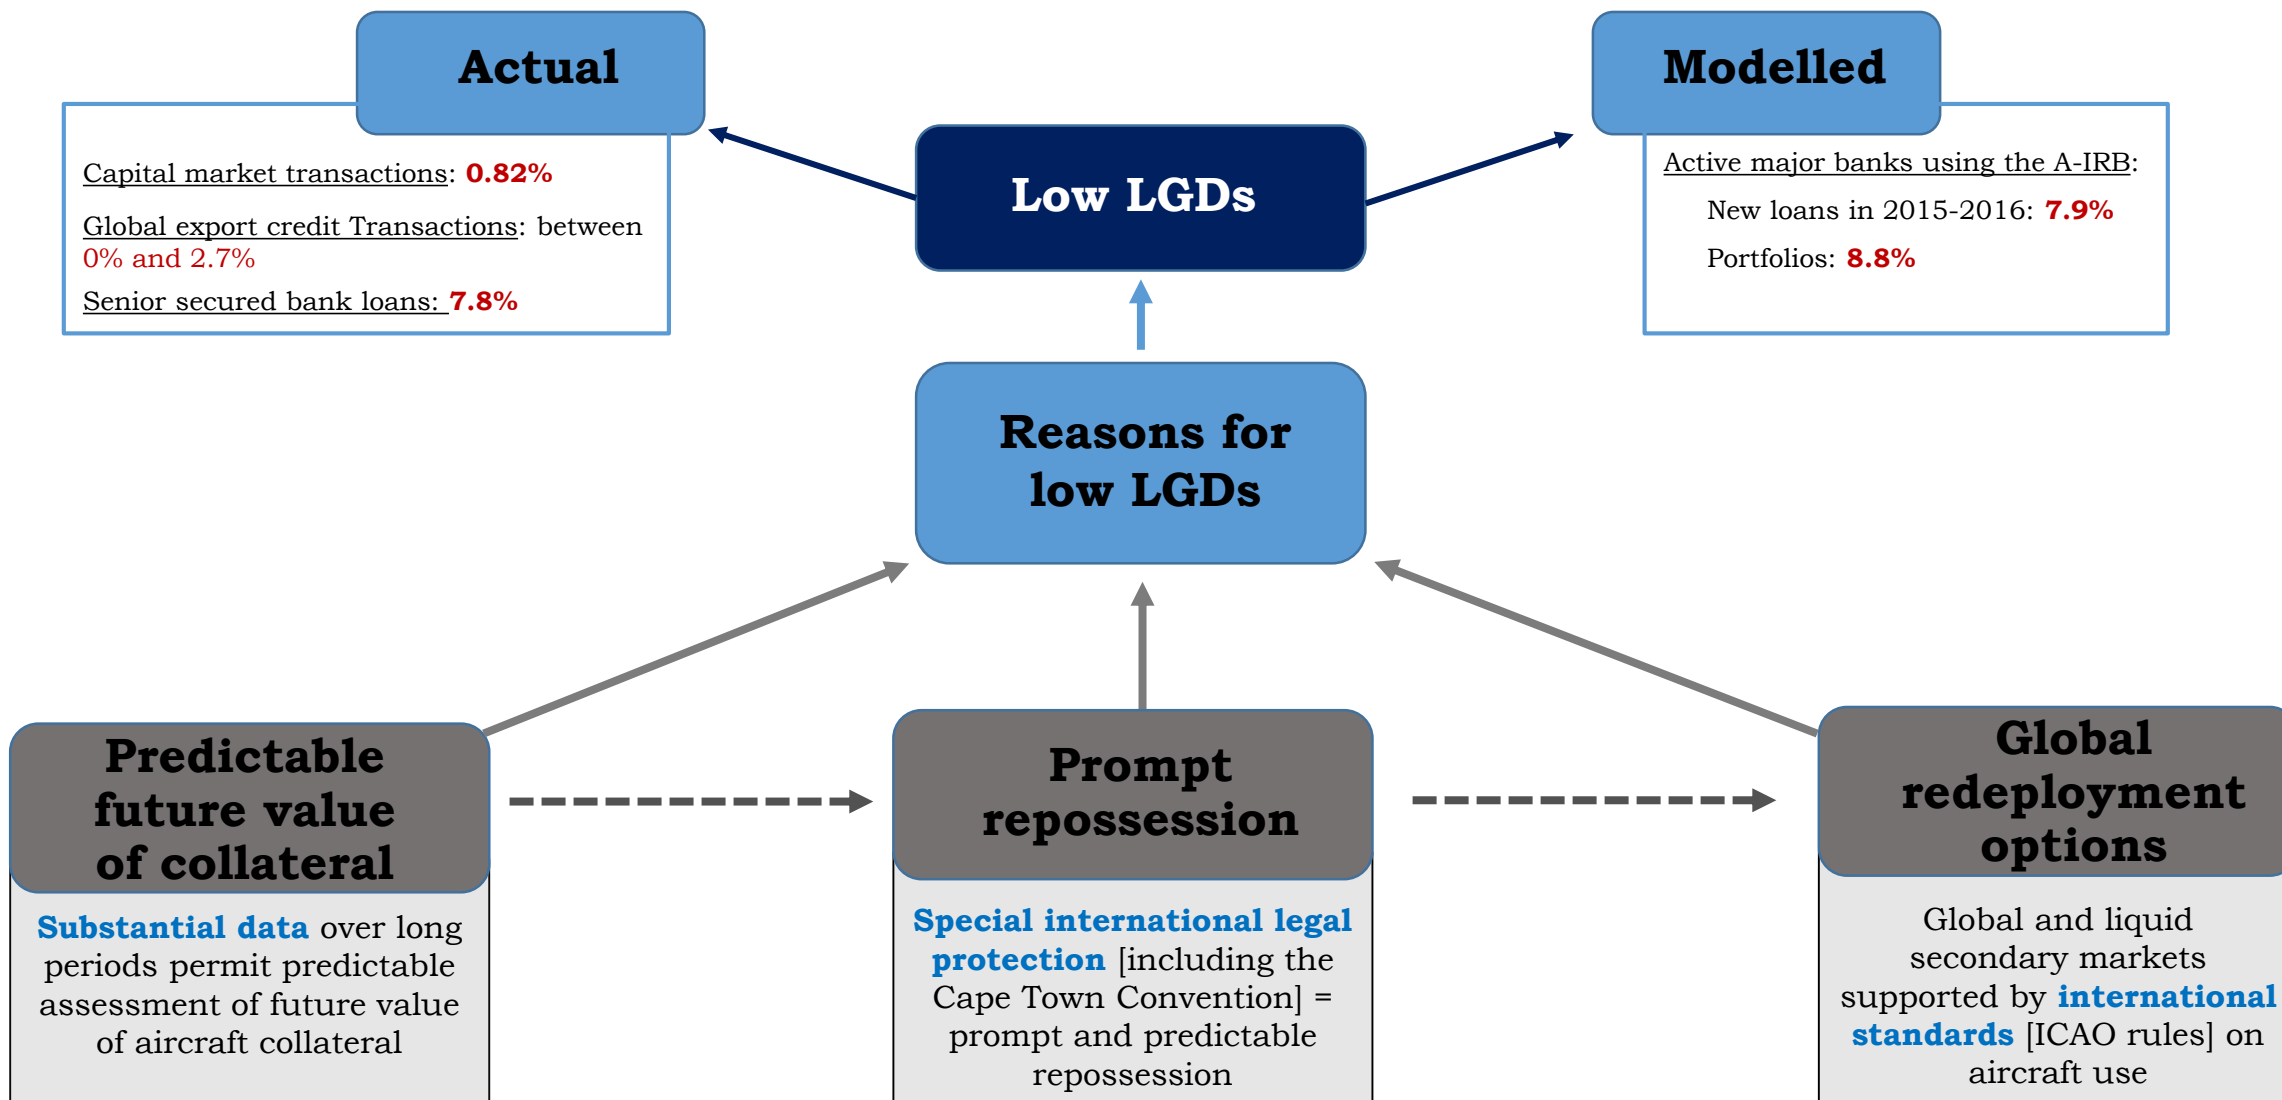 Actual
Capital market transactions: 0.82%
Global export credit Transactions: between
0% and 2.7%
Senior secured bank loans: 7.8%
Low LGDs
Modelled
Active major banks using the A-IRB:
New loans in 2015-2016: 7.9%
Portfolios: 8.8%
Reasons for
low LGDs
Predictable
future value
of collateral
Substantial data over long
periods permit predictable
assessment of future value
of aircraft collateral
Prompt
repossession
Special international legal
protection [including the
Cape Town Convention] =
prompt and predictable
repossession
Global
redeployment
options
Global and liquid
secondary markets
supported by international
standards [ICAO rules] on
aircraft use